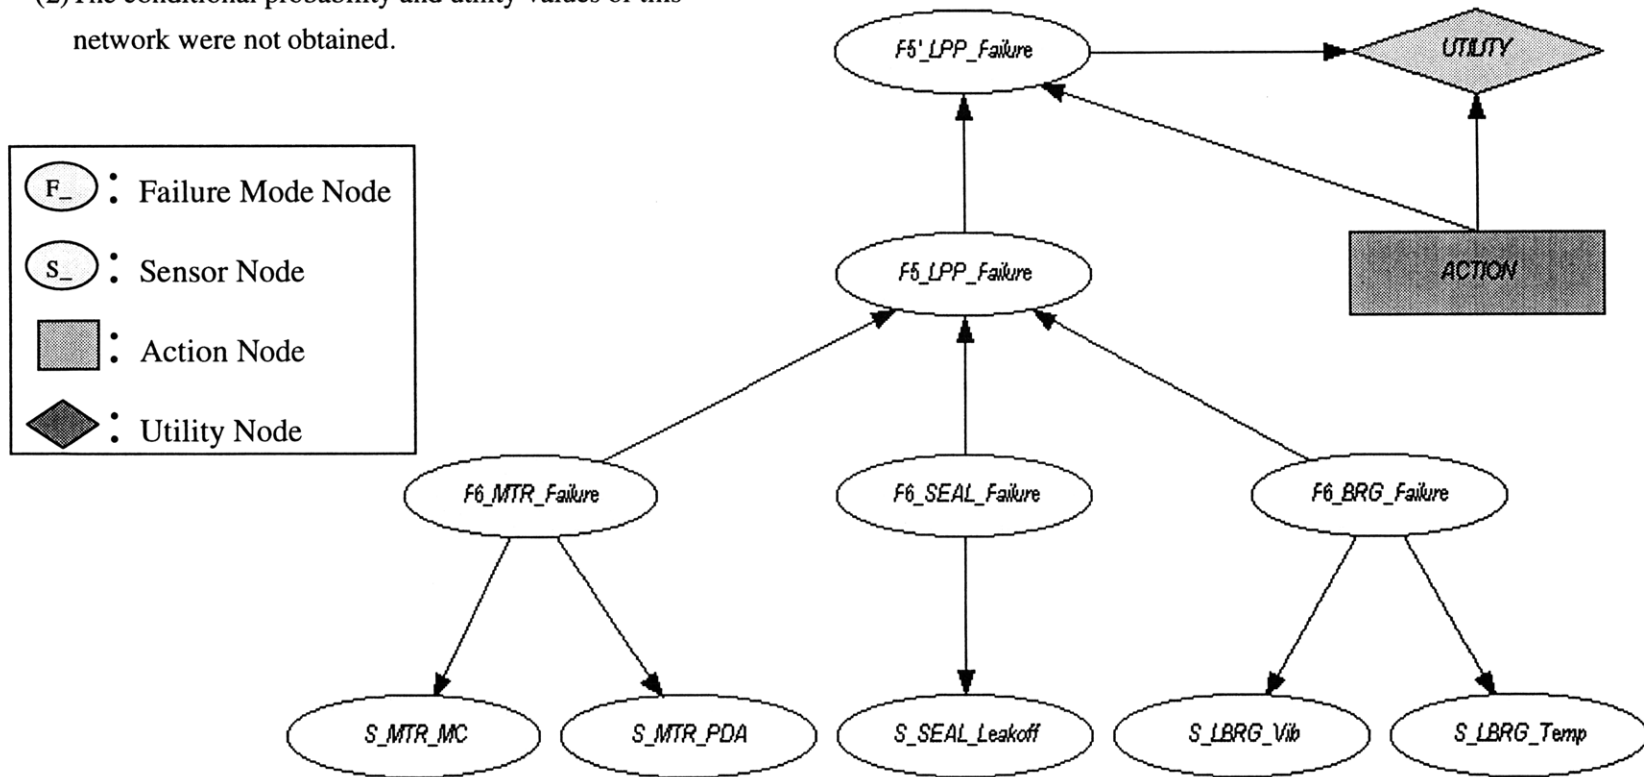 (2)The conditional probability and utility values of this
network were not obtained.
F5'_LPP_Failure
UTILITY
F_ : Failure Mode Node
S_ : Sensor Node
: Action Node
: Utility Node
F5_LPP_Failure
ACTION
F6_MTR_Failure
F6_SEAL_Failure
F6_BRG_Failure
S_MTR_MC
S_MTR_PDA
S_SEAL_Leakoff
S_LBRG_Vib
S_LBRG_Temp